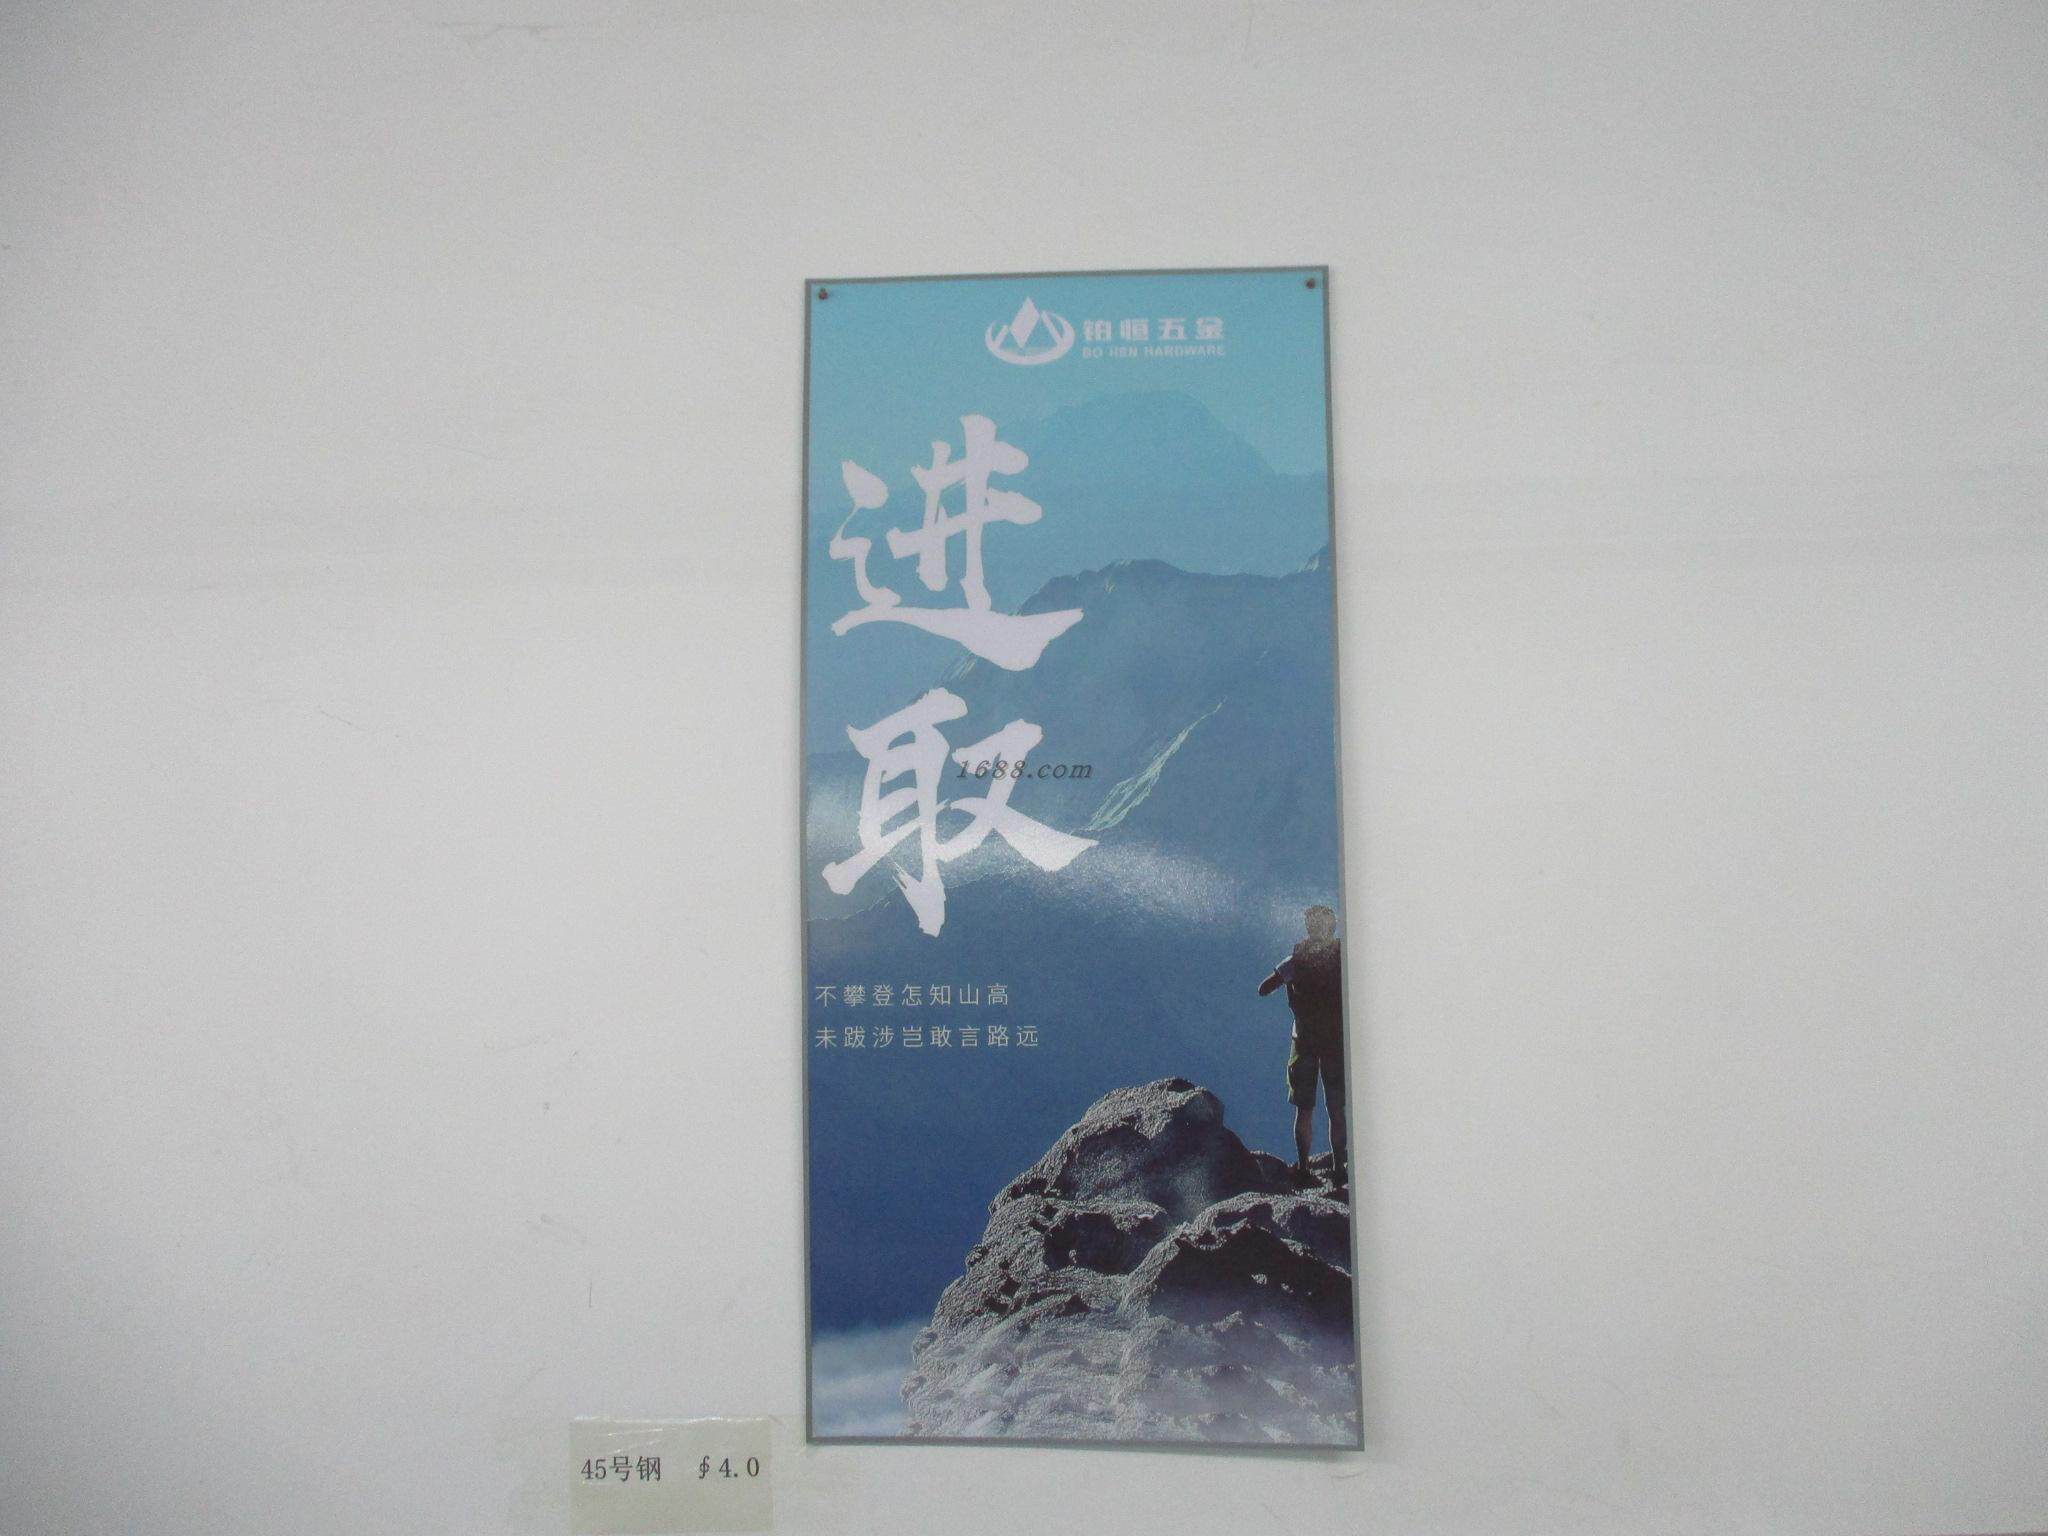 铂恒五金
BO HEN HARDWARE
进
取
1688.com
不攀登怎知山高
未跋涉岂敢言路远
45号钢 ∮4.0